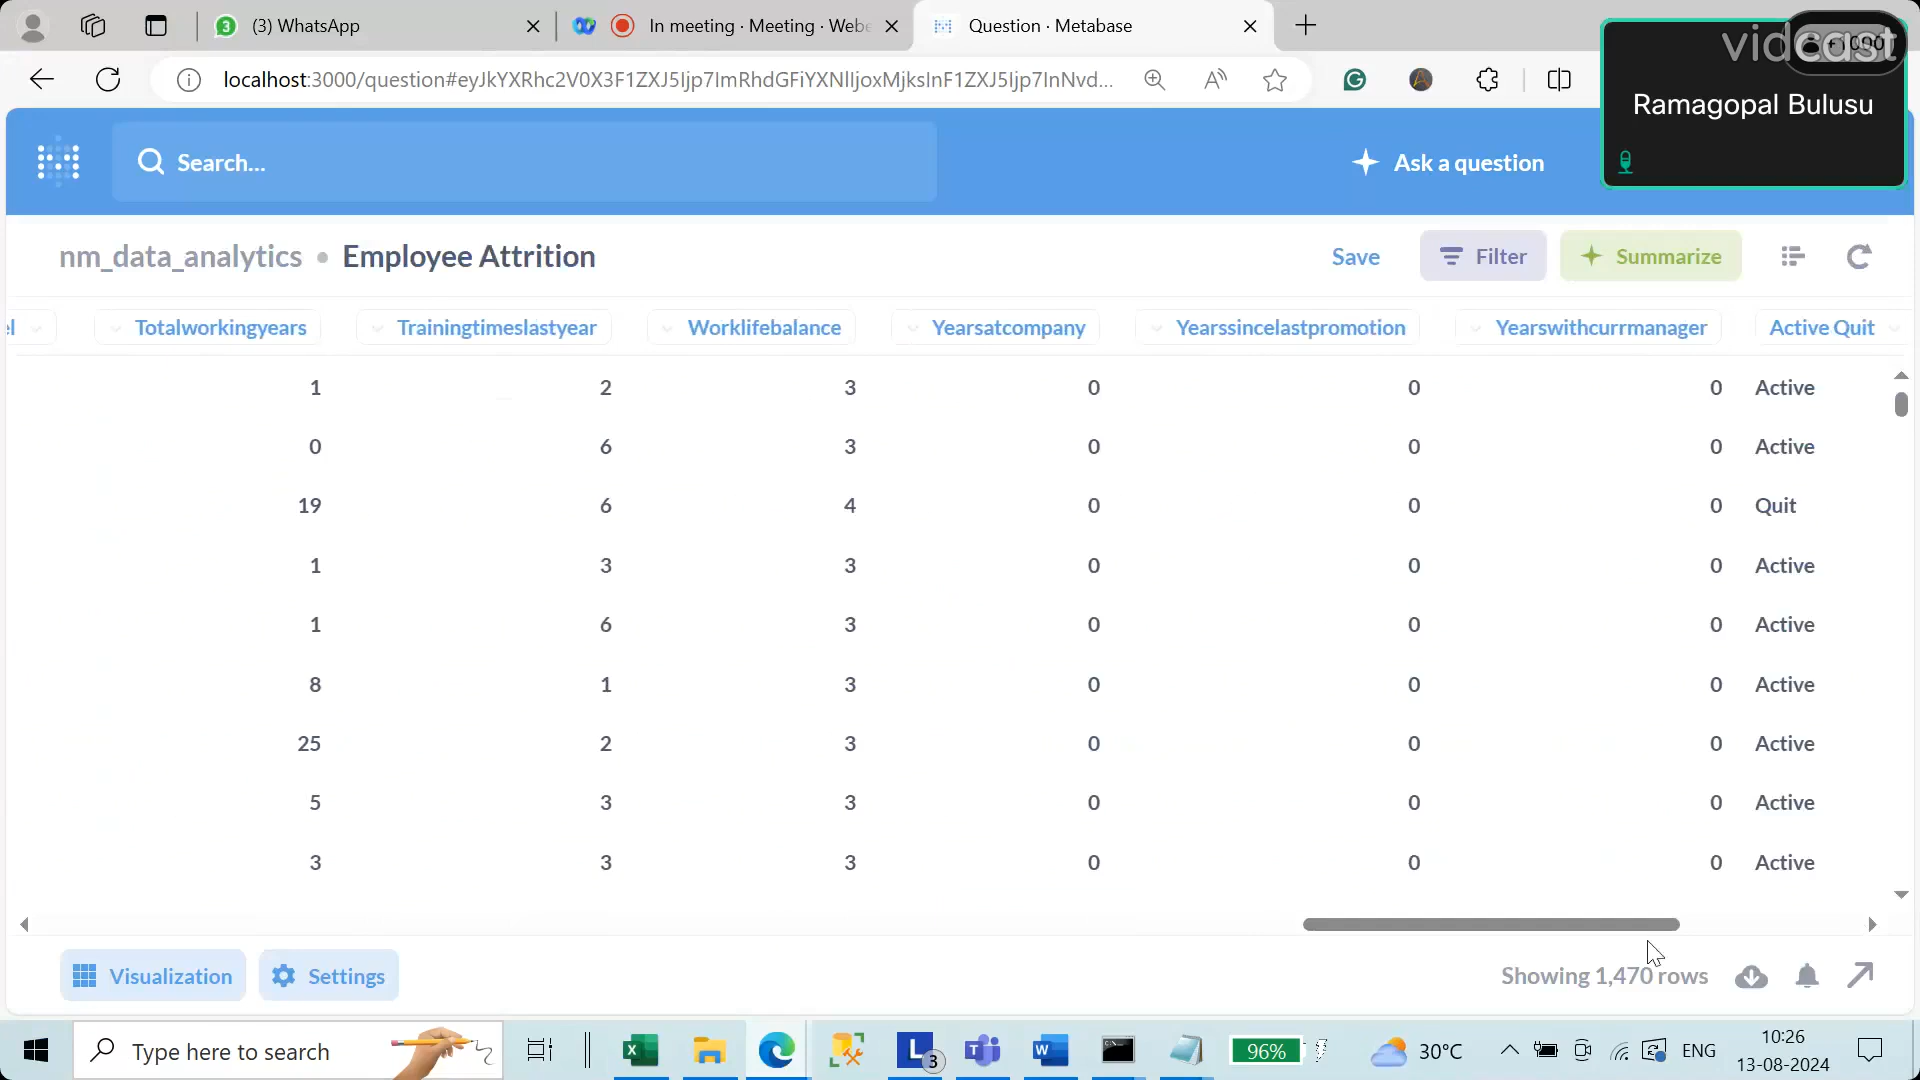 (3) WhatsApp
In meeting · Meeting · Webe
Question · Metabase
vidcast
localhost:3000/question#eyJkYXRhc2V0X3F1ZXJ5Ijp7ImRhdGFiYXNlIjoxMjksInF1ZXJ5Ijp7InNvd...
Ramagopal Bulusu
Search...
Ask a question
nm_data_analytics • Employee Attrition
Save
Filter
Summarize
el Totalworkingyears Trainingtimeslastyear Worklifebalance Yearsatcompany Yearssincelastpromotion Yearswithcurrmanager Active Quit
1 2 3 0 0 0 Active
0 6 3 0 0 0 Active
19 6 4 0 0 0 Quit
1 3 3 0 0 0 Active
1 6 3 0 0 0 Active
8 1 3 0 0 0 Active
25 2 3 0 0 0 Active
5 3 3 0 0 0 Active
3 3 3 0 0 0 Active
Visualization
Settings
Showing 1,470 rows
Type here to search
3
96%
30°C
ENG
10:26
13-08-2024